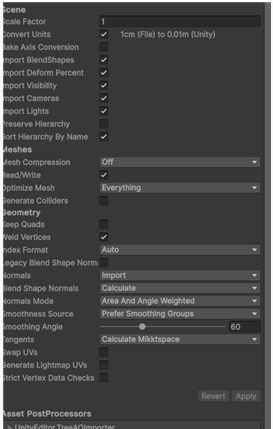 Scene
Scale Factor 1
Convert Units 1cm (File) to 0.01m (Unity)
Bake Axis Conversion
Import BlendShapes
Import Deform Percent
Import Visibility
Import Cameras
Import Lights
Preserve Hierarchy
Sort Hierarchy By Name
Meshes
Mesh Compression Off
Read/Write
Optimize Mesh Everything
Generate Colliders
Geometry
Keep Quads
Weld Vertices
Index Format Auto
Legacy Blend Shape Norma
Normals Import
Blend Shape Normals Calculate
Normals Mode Area And Angle Weighted
Smoothness Source Prefer Smoothing Groups
Smoothing Angle 60
Tangents Calculate Mikktspace
Swap UVs
Generate Lightmap UVs
Strict Vertex Data Checks
Revert Apply
Asset PostProcessors
UnityEditor.TreeAOImporter